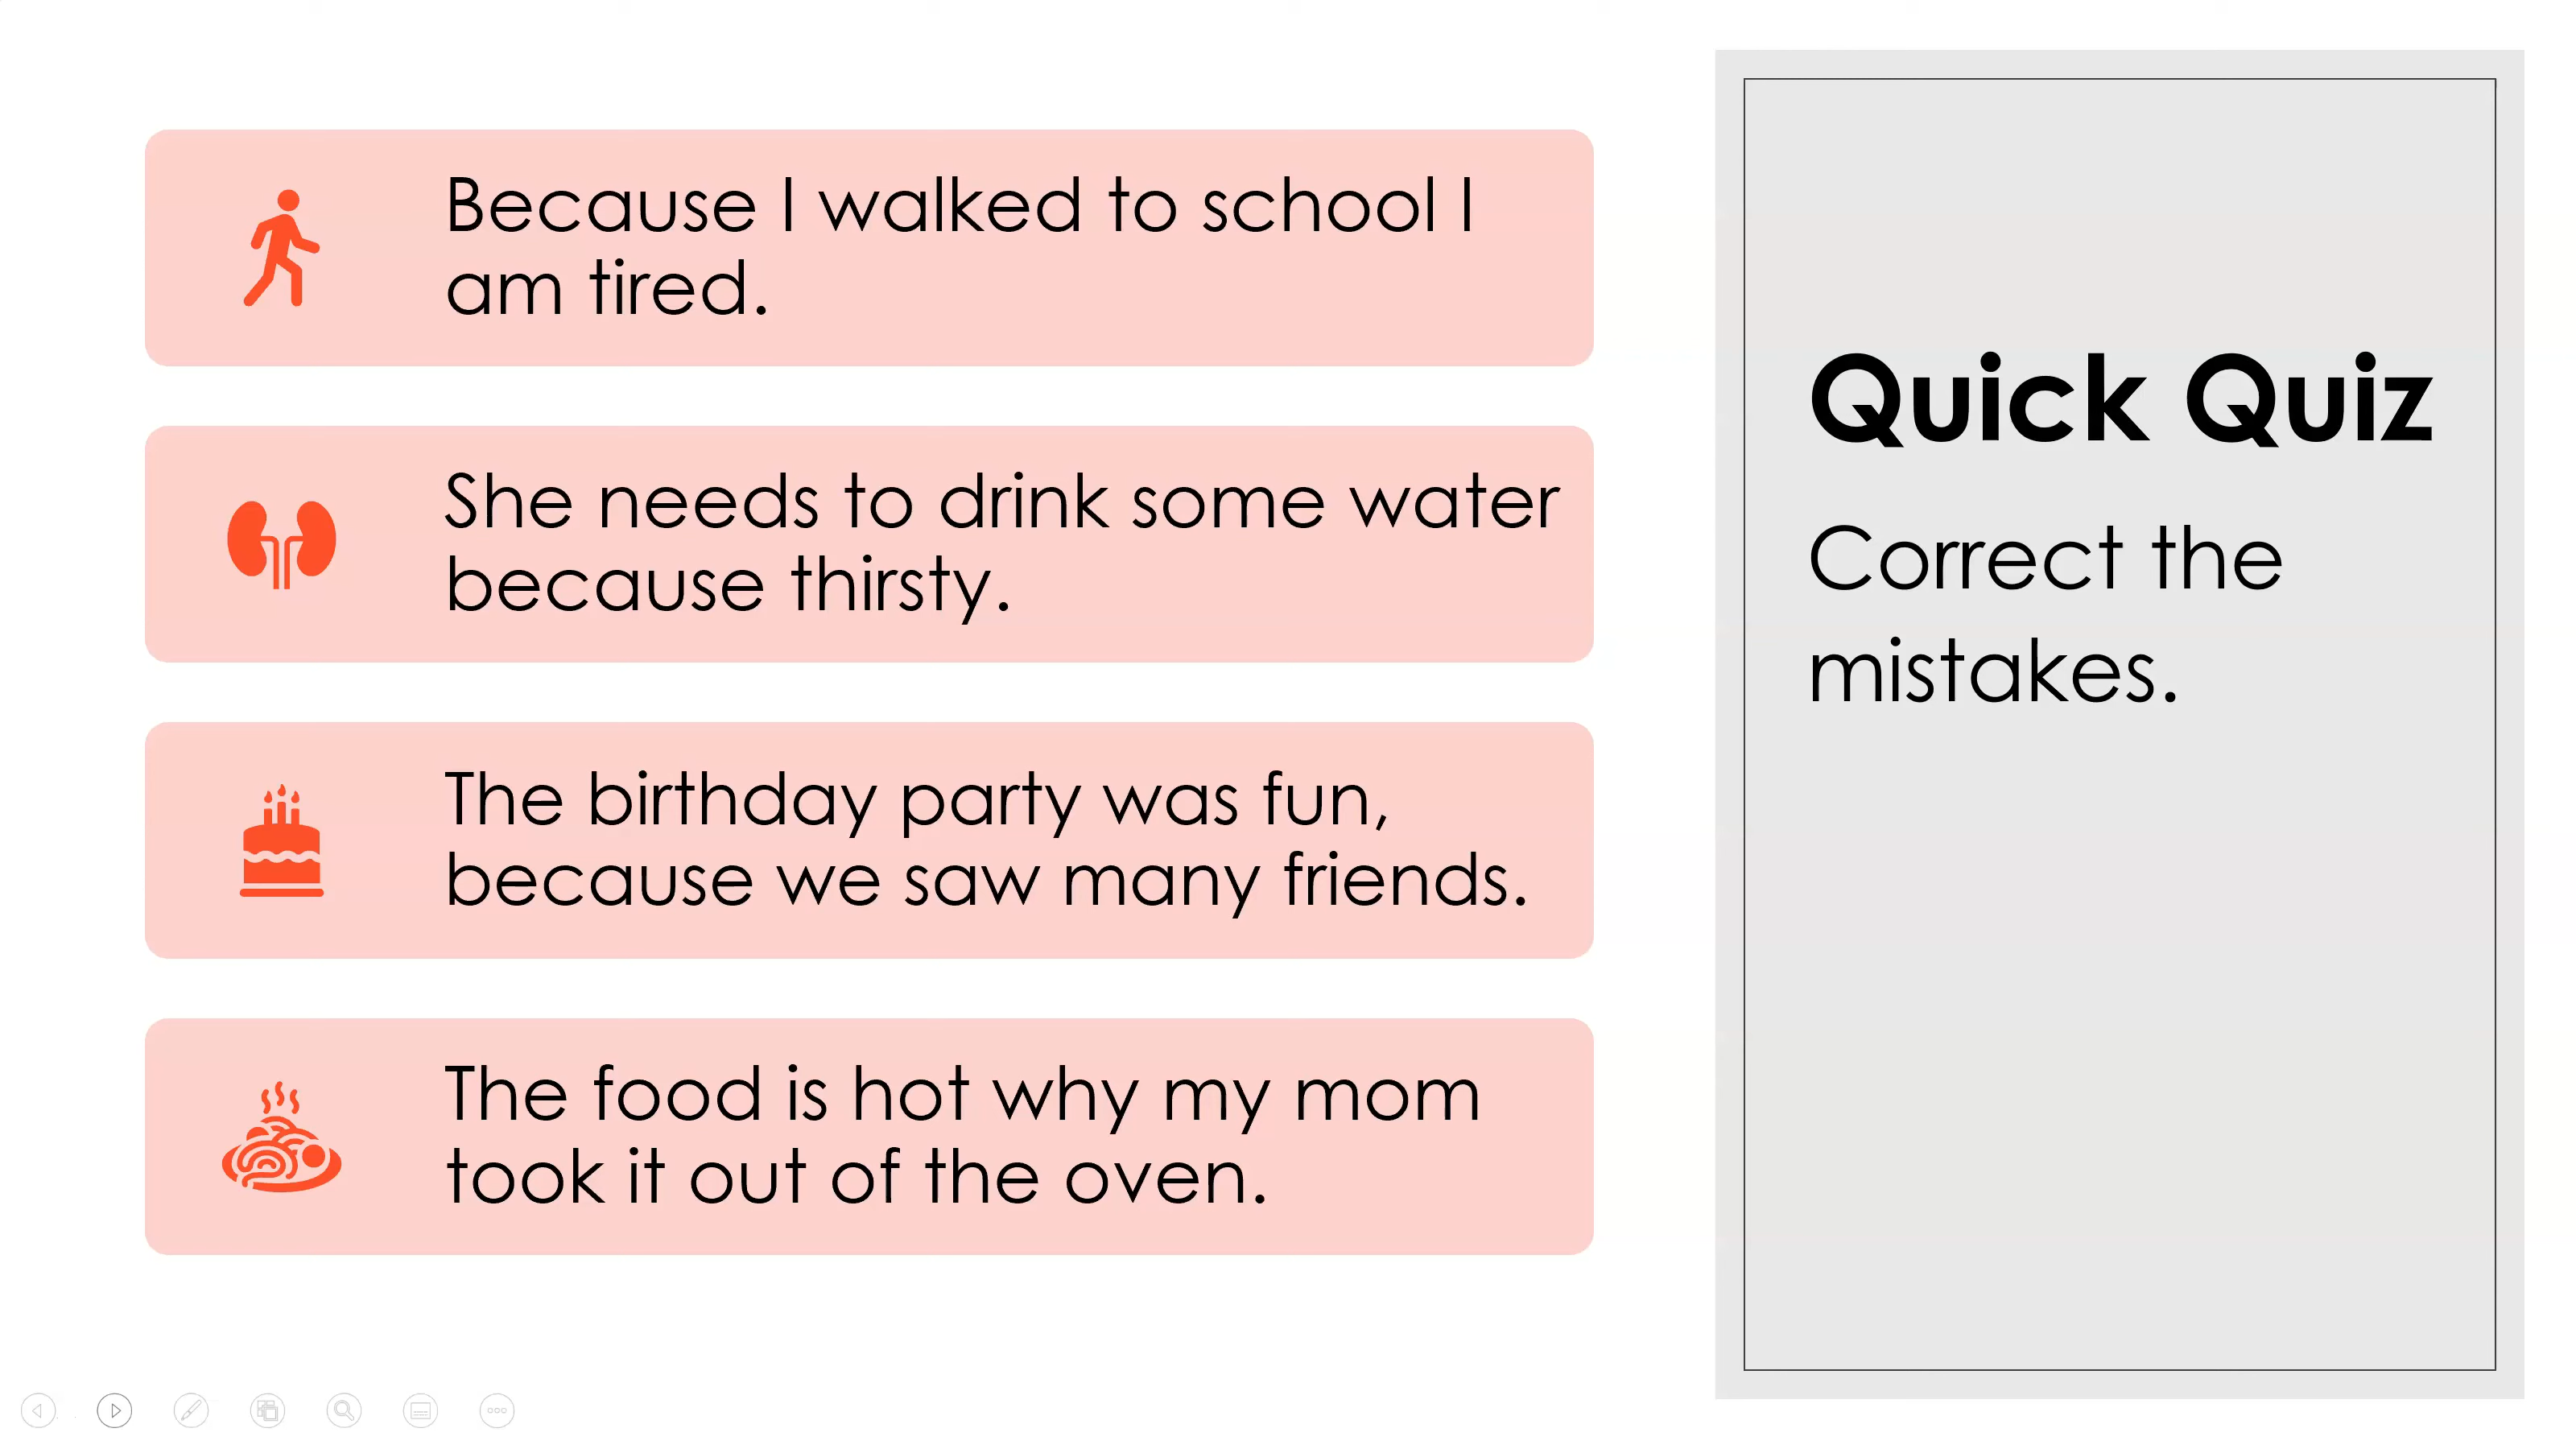 Because I walked to school I
am tired.
She needs to drink some water
because thirsty.
The birthday party was fun,
because we saw many friends.
The food is hot why my mom
took it out of the oven.
Quick Quiz
Correct the
mistakes.